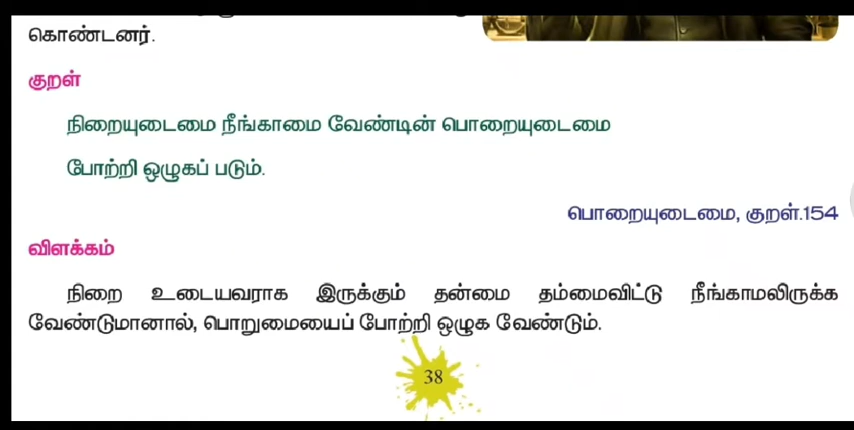 கொண்டனர்.
குறள்
நிறையுடைமை நீங்காமை வேண்டின் பொறையுடைமை
போற்றி ஒழுகப் படும்.
பொறையுடைமை, குறள்.154
விளக்கம்
நிறை உடையவராக இருக்கும் தன்மை தம்மைவிட்டு நீங்காமலிருக்க
வேண்டுமானால், பொறுமையைப் போற்றி ஒழுக வேண்டும்.
38